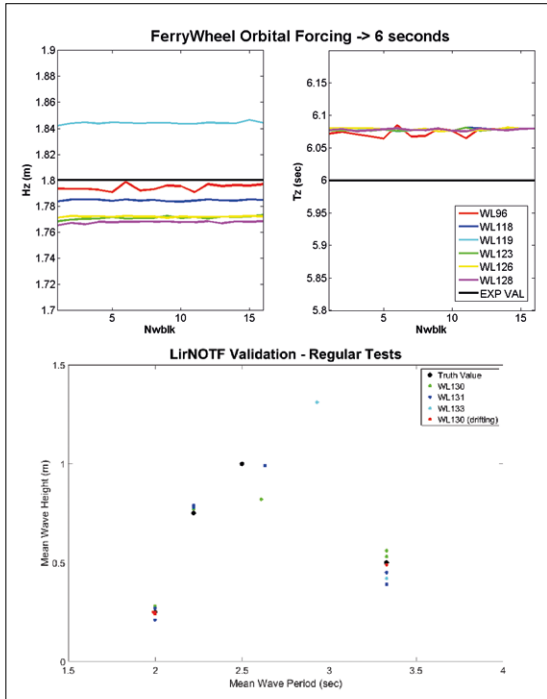 FerryWheel Orbital Forcing -> 6 seconds
1.9
1.88
1.86
1.84
1.82
1.8
1.78
1.76
1.74
1.72
1.7
Hz (m)
5
10
15
Nwblk
6.15
6.1
6.05
6
5.95
5.9
5.85
5.8
Tz (sec)
WL96
WL118
WL119
WL123
WL126
WL128
EXP VAL
5
10
15
Nwblk
LirNOTF Validation - Regular Tests
1.5
1
0.5
0
Mean Wave Height (m)
Truth Value
WL130
WL131
WL133
WL130 (drifting)
1.5
2
2.5
3
3.5
4
Mean Wave Period (sec)